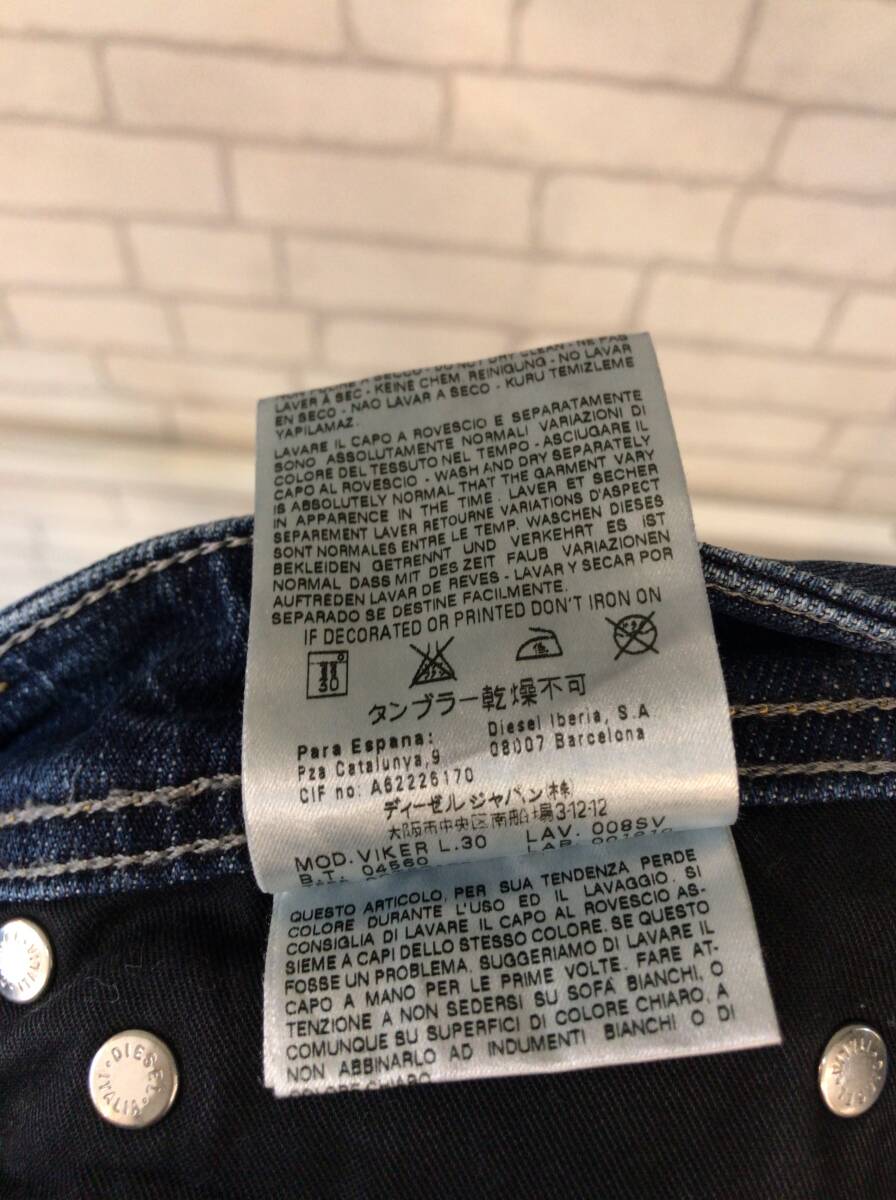 LAVER A SEC - KEINE CHEM REINIGUNG - NO LAVAR
EN SECO - NAO LAVAR A SECO - KURU TEMIZLEME
YAPILAMAZ.
LAVARE IL CAPO A ROVESCIO E SEPARATAMENTE
SONO ASSOLUTAMENTE NORMALI VARIAZIONI DI
COLORE DEL TESSUTO NEL TEMPO - ASCIUGARE IL
CAPO AL ROVESCIO - WASH AND DRY SEPARATELY
IS ABSOLUTELY NORMAL THAT THE GARMENT VARY
IN APPARENCE IN THE TIME. LAVER ET SECHER
SEPAREMENT LAVER RETOURNE VARIATIONS D'ASPECT
SONT NORMALES ENTRE LE TEMP. WASCHEN DIESES
BEKLEIDEN GETRENNT UND VERKEHRT ES IST
NORMAL DASS MIT DES ZEIT FAUB VARIAZIONEN
AUFTREDEN LAVAR DE REVES - LAVAR Y SECAR POR
SEPARADO SE DESTINE FACILMENTE.
IF DECORATED OR PRINTED DON'T IRON ON
30°
低
タンブラー乾燥不可
Para Espana: Diesel Iberia, S.A
Pza Catalunya,9 08007 Barcelona
CIF no: A62226170
ディーゼルジャパン(株)
大阪市中央区南船場3-12-12
MOD. VIKER L.30 LAV. 008SV
B.T. 04560 LAB.
QUESTO ARTICOLO, PER SUA TENDENZA PERDE
COLORE DURANTE L'USO ED IL LAVAGGIO. SI
CONSIGLIA DI LAVARE IL CAPO AL ROVESCIO AS-
SIEME A CAPI DELLO STESSO COLORE. SE QUESTO
FOSSE UN PROBLEMA, SUGGERIAMO DI LAVARE IL
CAPO A MANO PER LE PRIME VOLTE. FARE AT-
TENZIONE A NON SEDERSI SU SOFA BIANCHI, O
COMUNQUE SU SUPERFICI DI COLORE CHIARO, A
NON ABBINARLO AD INDUMENTI BIANCHI O DI
COLORE CHIARO
DIESEL
ITALIA